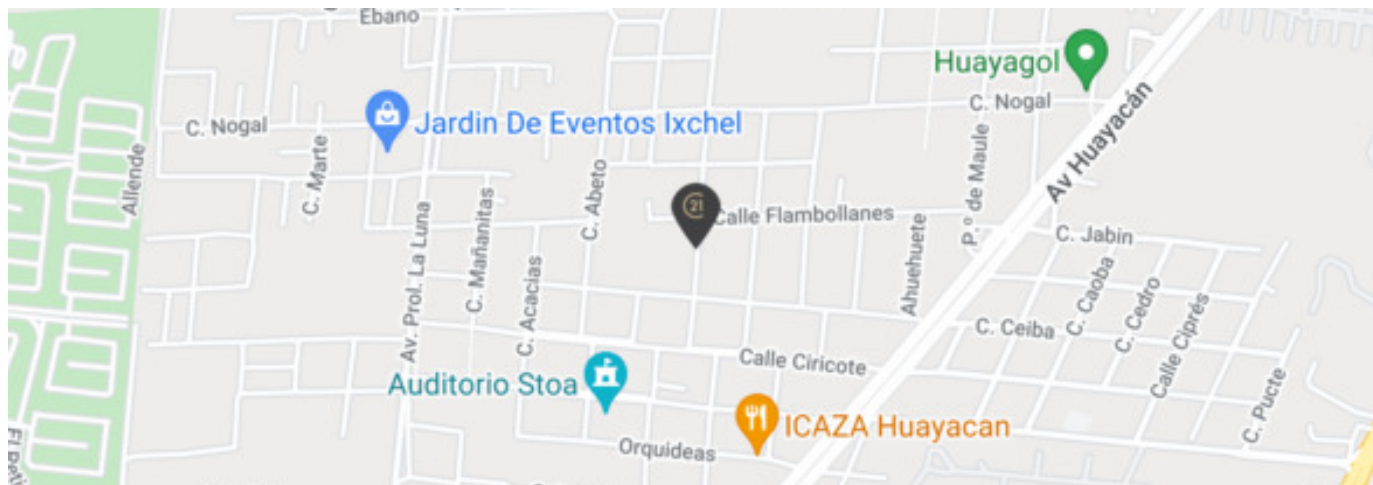 Ebano
Huayagol
C. Nogal
C. Nogal
Jardin De Eventos Ixchel
Av Huayacán
Allende
C. Marte
C. Abeto
P.º de Maule
C. Mañanitas
21
Calle Flambollanes
C. Jabin
Av. Prol. La Luna
C. Acacias
Ahuehuete
C. Caoba
C. Cedro
Calle Ciprés
C. Ceiba
Calle Ciricote
Auditorio Stoa
C. Pucte
ICAZA Huayacan
Orquideas